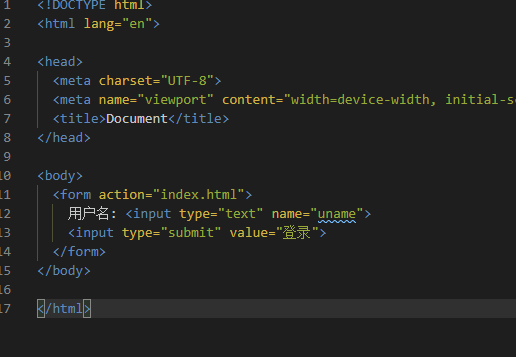 1 <!DOCTYPE html>
2 <html lang="en">
3
4 <head>
5 <meta charset="UTF-8">
6 <meta name="viewport" content="width=device-width,
7 <title>Document</title>
8 </head>
9
10 <body>
11 <form action="index.html">
12 用户名: <input type="text" name="uname">
13 <input type="submit" value="登录">
14 </form>
15 </body>
16
17 </html>